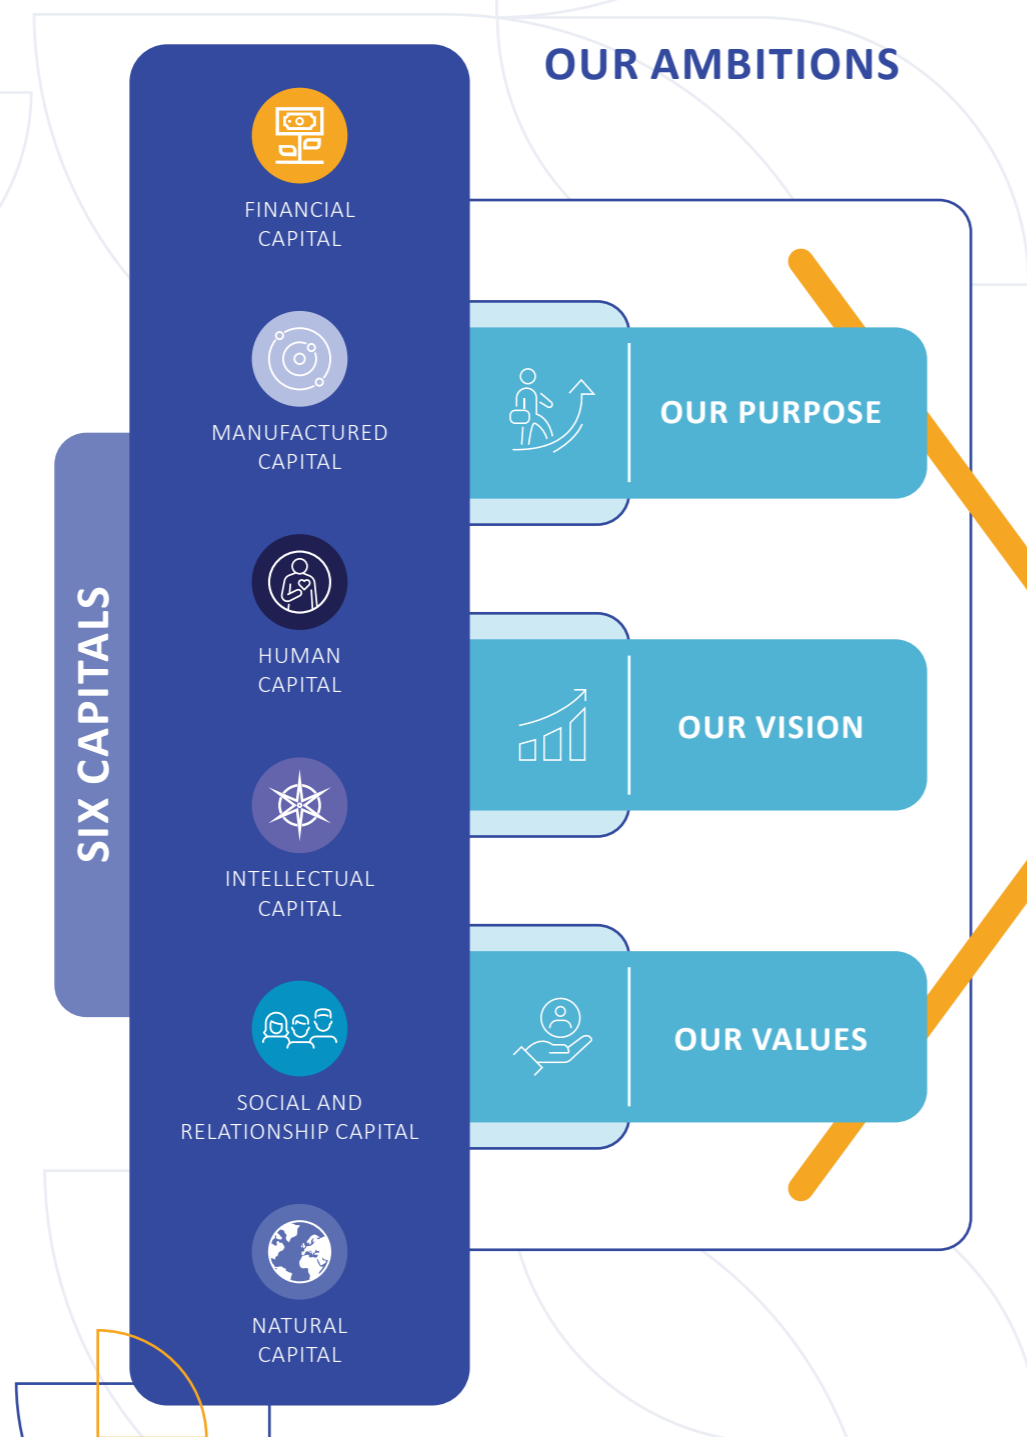 OUR AMBITIONS
SIX CAPITALS
FINANCIAL
CAPITAL
MANUFACTURED
CAPITAL
HUMAN
CAPITAL
INTELLECTUAL
CAPITAL
SOCIAL AND
RELATIONSHIP CAPITAL
NATURAL
CAPITAL
OUR PURPOSE
OUR VISION
OUR VALUES